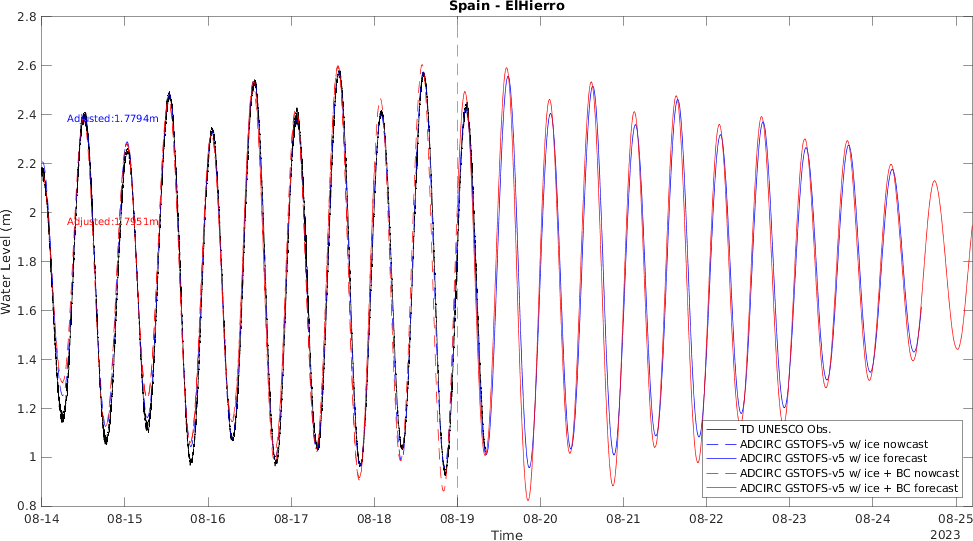 Spain - ElHierro
2.8
2.6
2.4
2.2
2
1.8
1.6
1.4
1.2
1
0.8
Water Level (m)
Adjusted:1.7794m
Adjusted:1.7951m
TD UNESCO Obs.
ADCIRC GSTOFS-v5 w/ ice nowcast
ADCIRC GSTOFS-v5 w/ ice forecast
ADCIRC GSTOFS-v5 w/ ice + BC nowcast
ADCIRC GSTOFS-v5 w/ ice + BC forecast
08-14 08-15 08-16 08-17 08-18 08-19 08-20 08-21 08-22 08-23 08-24 08-25
2023
Time